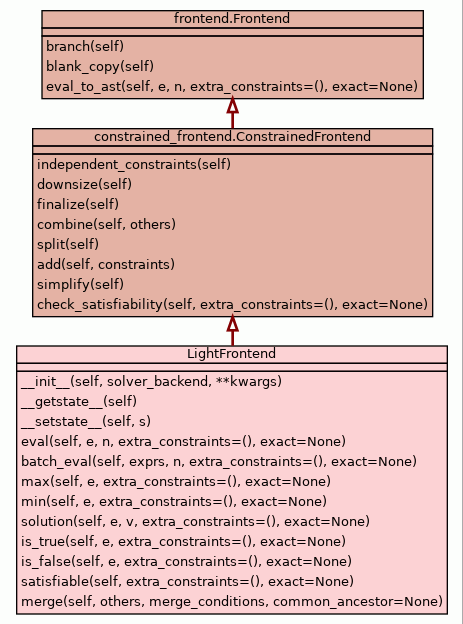 frontend.Frontend
branch(self)
blank_copy(self)
eval_to_ast(self, e, n, extra_constraints=(), exact=None)
constrained_frontend.ConstrainedFrontend
independent_constraints(self)
downsize(self)
finalize(self)
combine(self, others)
split(self)
add(self, constraints)
simplify(self)
check_satisfiability(self, extra_constraints=(), exact=None)
LightFrontend
__init__(self, solver_backend, **kwargs)
__getstate__(self)
__setstate__(self, s)
eval(self, e, n, extra_constraints=(), exact=None)
batch_eval(self, exprs, n, extra_constraints=(), exact=None)
max(self, e, extra_constraints=(), exact=None)
min(self, e, extra_constraints=(), exact=None)
solution(self, e, v, extra_constraints=(), exact=None)
is_true(self, e, extra_constraints=(), exact=None)
is_false(self, e, extra_constraints=(), exact=None)
satisfiable(self, extra_constraints=(), exact=None)
merge(self, others, merge_conditions, common_ancestor=None)